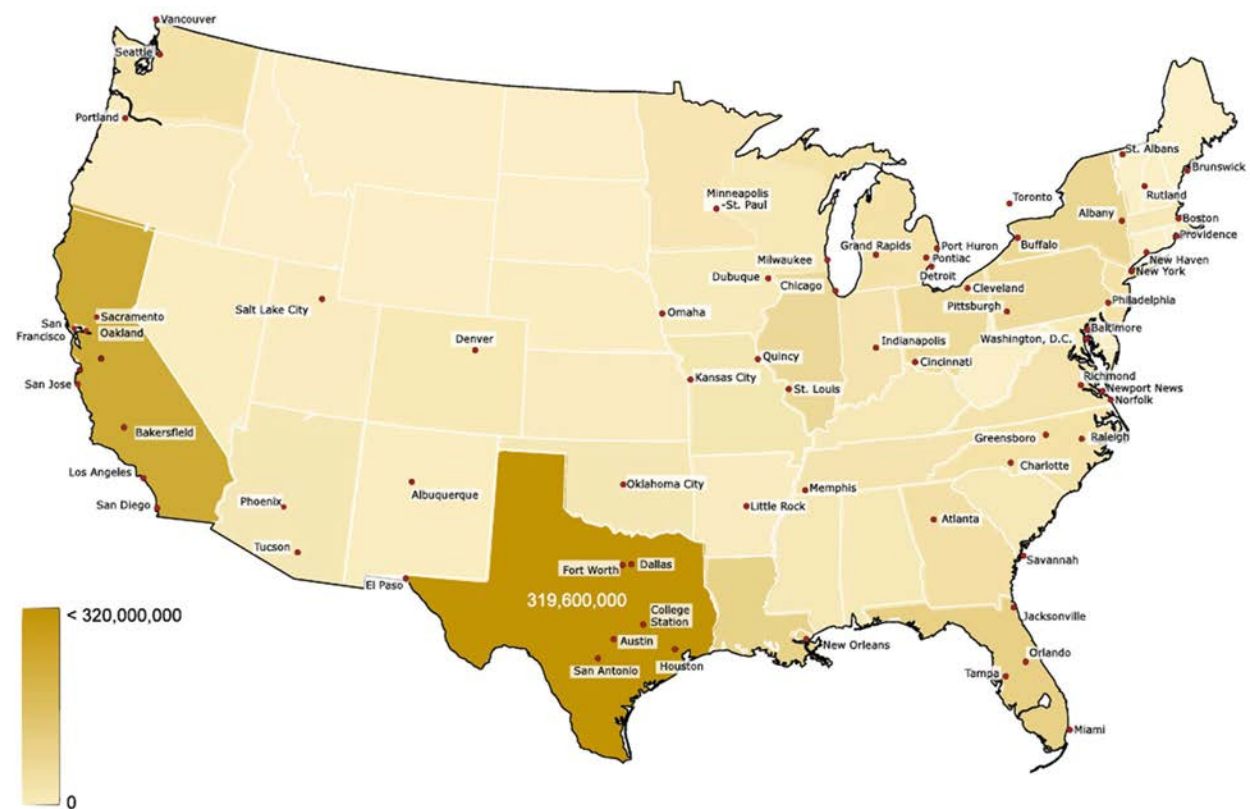 Vancouver
Seattle
Portland
St. Albans
Brunswick
Rutland
Toronto
Minneapolis
-St. Paul
Albany
Boston
Providence
Buffalo
Port Huron
Grand Rapids
Pontiac
Milwaukee
New Haven
Detroit
New York
Dubuque
Chicago
Cleveland
Pittsburgh
Philadelphia
Salt Lake City
Omaha
Sacramento
San
Francisco
Oakland
Baltimore
Washington, D.C.
Denver
Indianapolis
Quincy
Cincinnati
Kansas City
Richmond
San Jose
St. Louis
Newport News
Norfolk
Bakersfield
Greensboro
Raleigh
Los Angeles
Charlotte
Oklahoma City
Memphis
Albuquerque
San Diego
Phoenix
Little Rock
Atlanta
Tucson
Savannah
Fort Worth
Dallas
El Paso
319,600,000
College
Station
Jacksonville
< 320,000,000
Austin
New Orleans
Orlando
San Antonio
Houston
Tampa
Miami
0